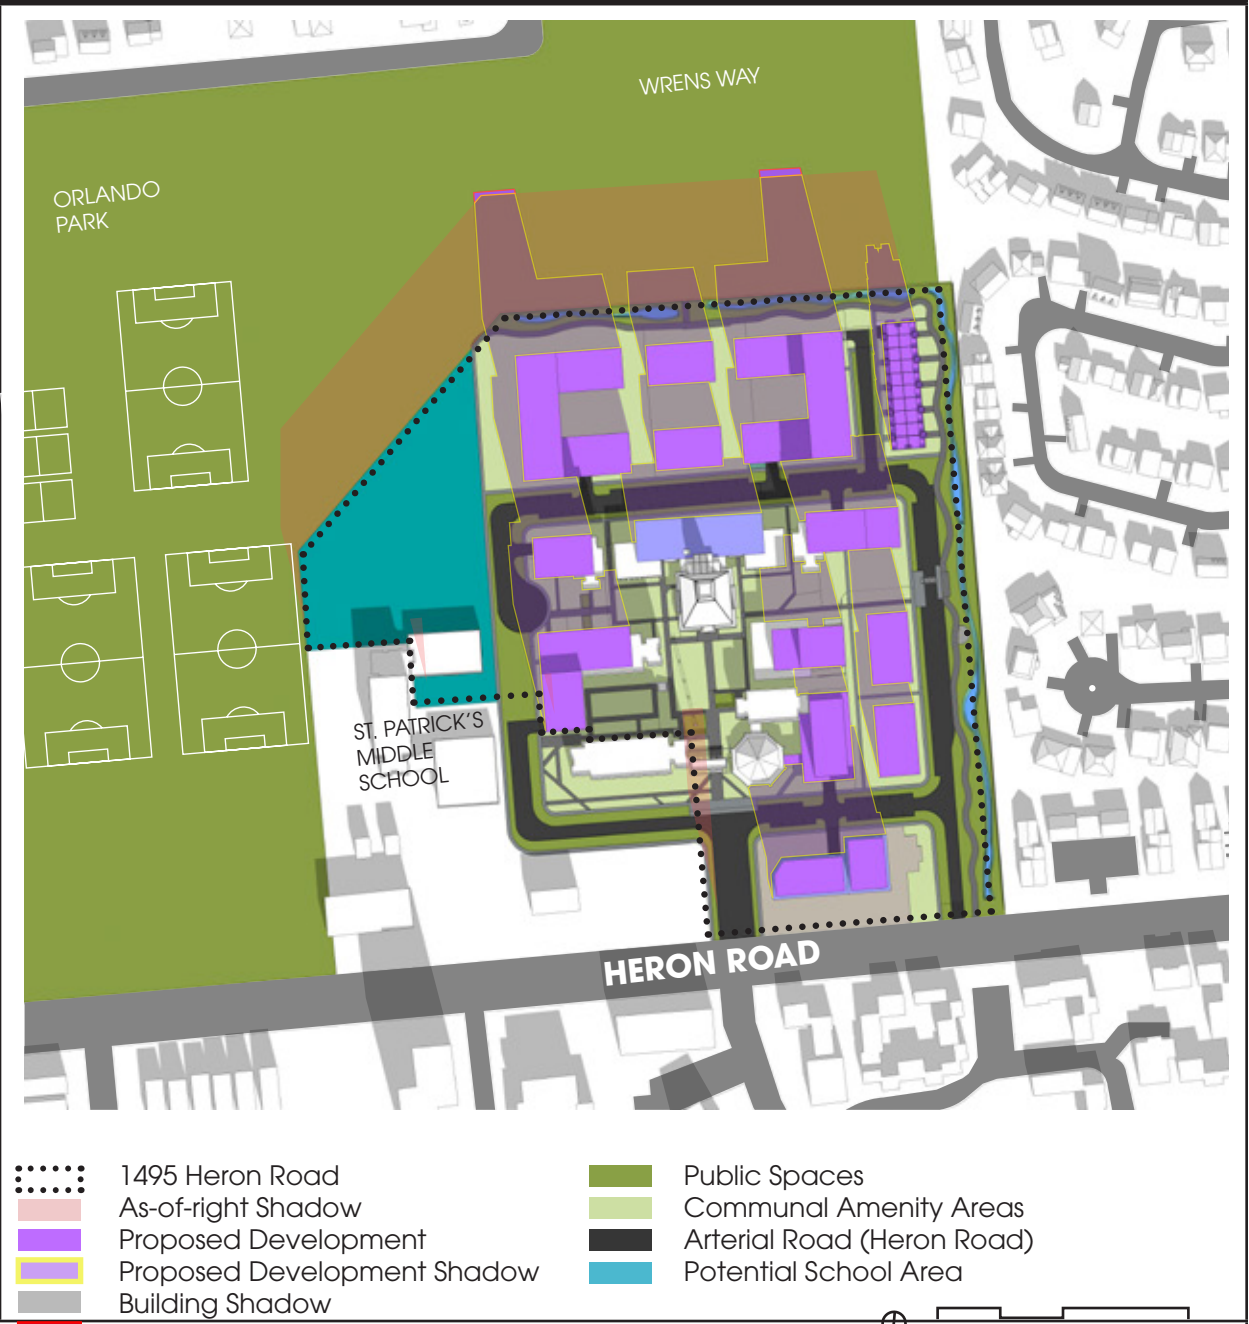 WRENS WAY
ORLANDO
PARK
ST. PATRICK'S
MIDDLE
SCHOOL
HERON ROAD
1495 Heron Road
As-of-right Shadow
Proposed Development
Proposed Development Shadow
Building Shadow
Public Spaces
Communal Amenity Areas
Arterial Road (Heron Road)
Potential School Area